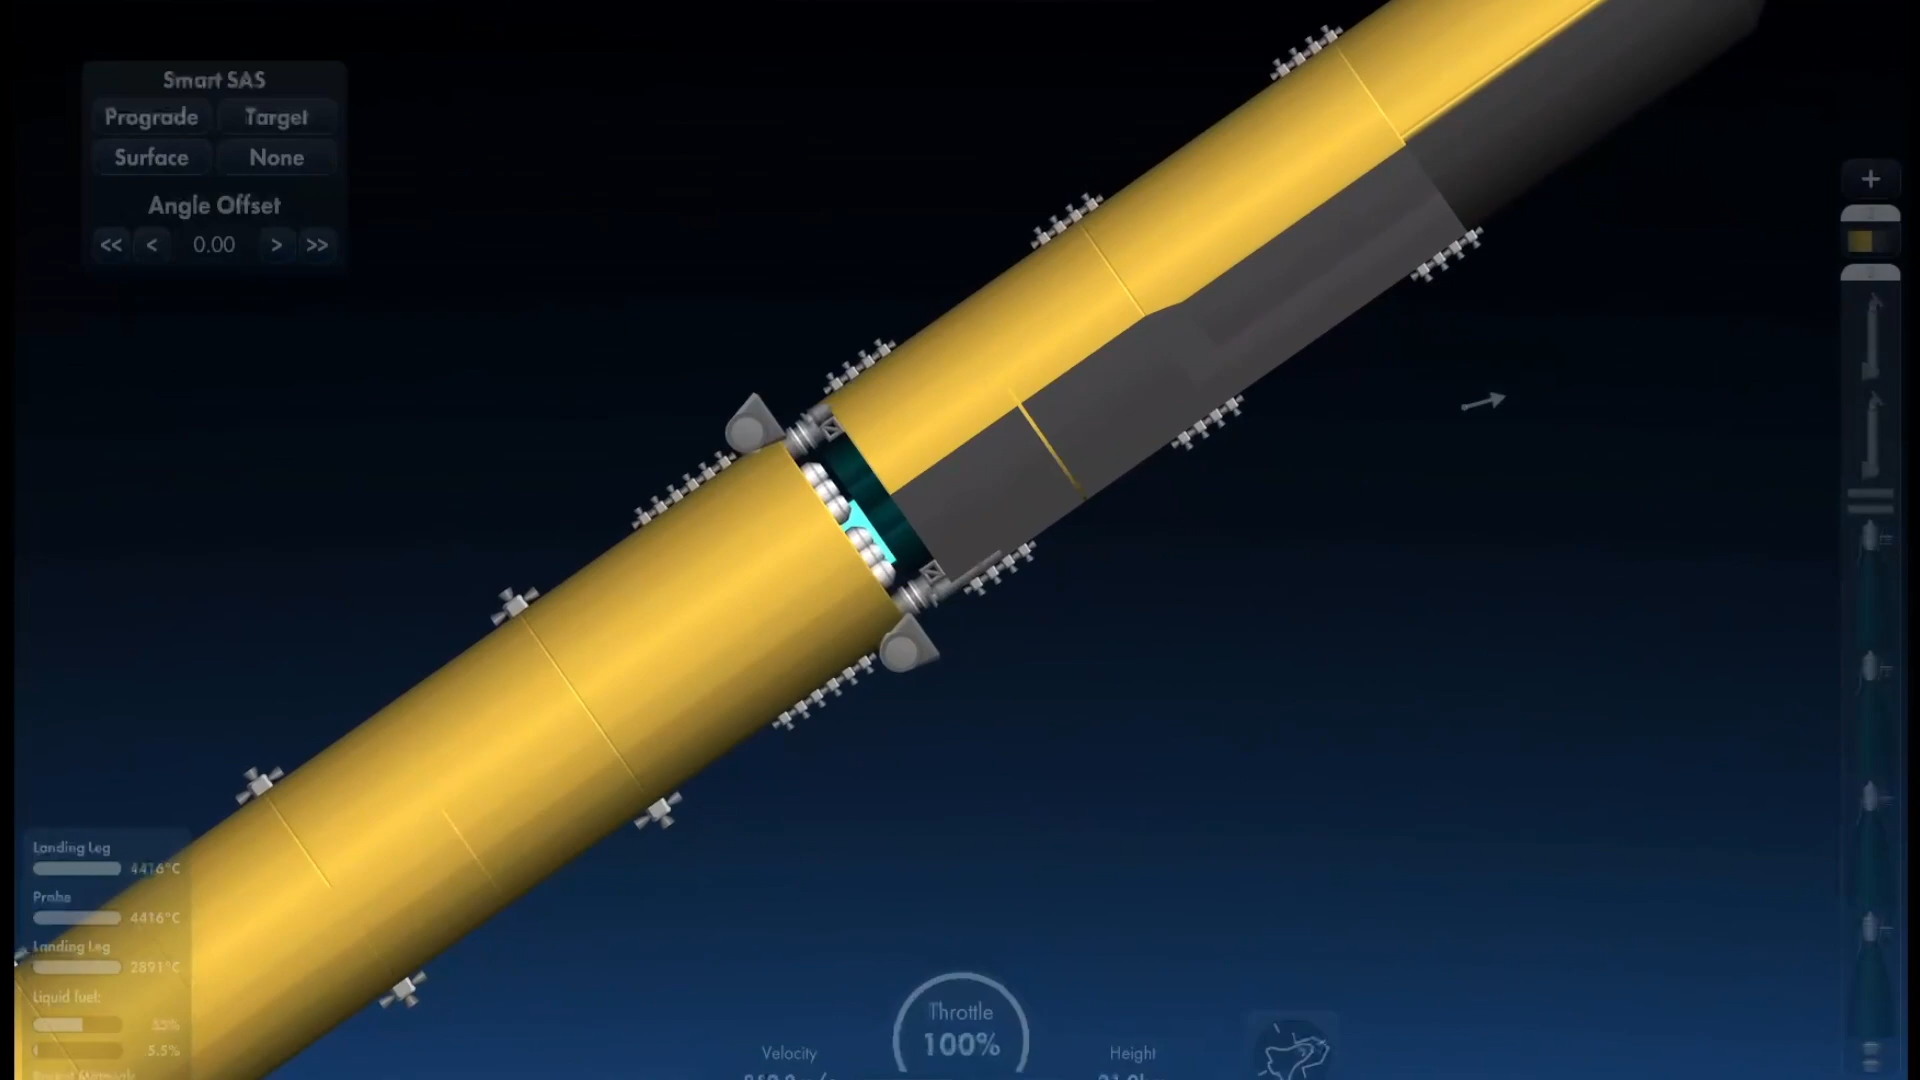 Smart SAS
Prograde Target
Surface None
Angle Offset
<< < 0.00 > >>
+
Landing Leg
4416°C
Probe
4416°C
Landing Leg
2891°C
Liquid fuel:
5.5%
Throttle
100%
Velocity
Height